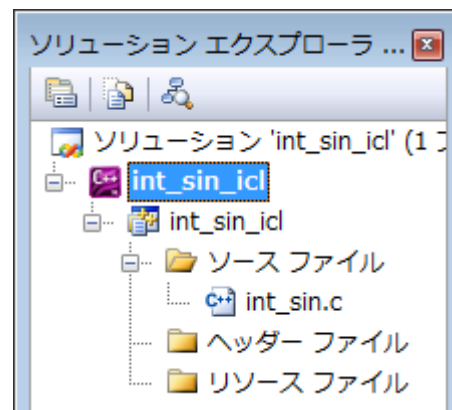 ソリューション エクスプローラ ...
ソリューション 'int_sin_icl' (1
int_sin_icl
int_sin_icl
ソース ファイル
int_sin.c
ヘッダー ファイル
リソース ファイル